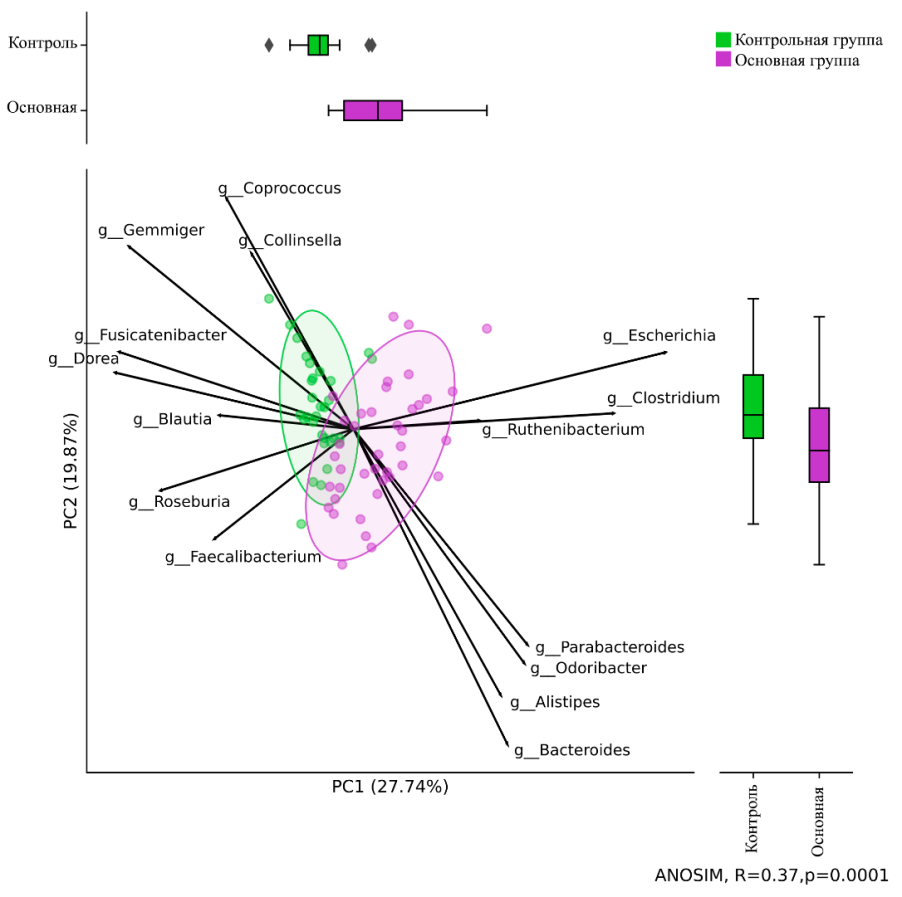 Контроль
Основная
Контрольная группа
Основная группа
g__Coprococcus
g__Gemmiger
g__Collinsella
g__Fusicatenibacter
g__Dorea
g__Blautia
g__Roseburia
g__Faecalibacterium
g__Escherichia
g__Clostridium
g__Ruthenibacterium
g__Parabacteroides
g__Odoribacter
g__Alistipes
g__Bacteroides
PC2 (19.87%)
PC1 (27.74%)
Контроль
Основная
ANOSIM, R=0.37,p=0.0001